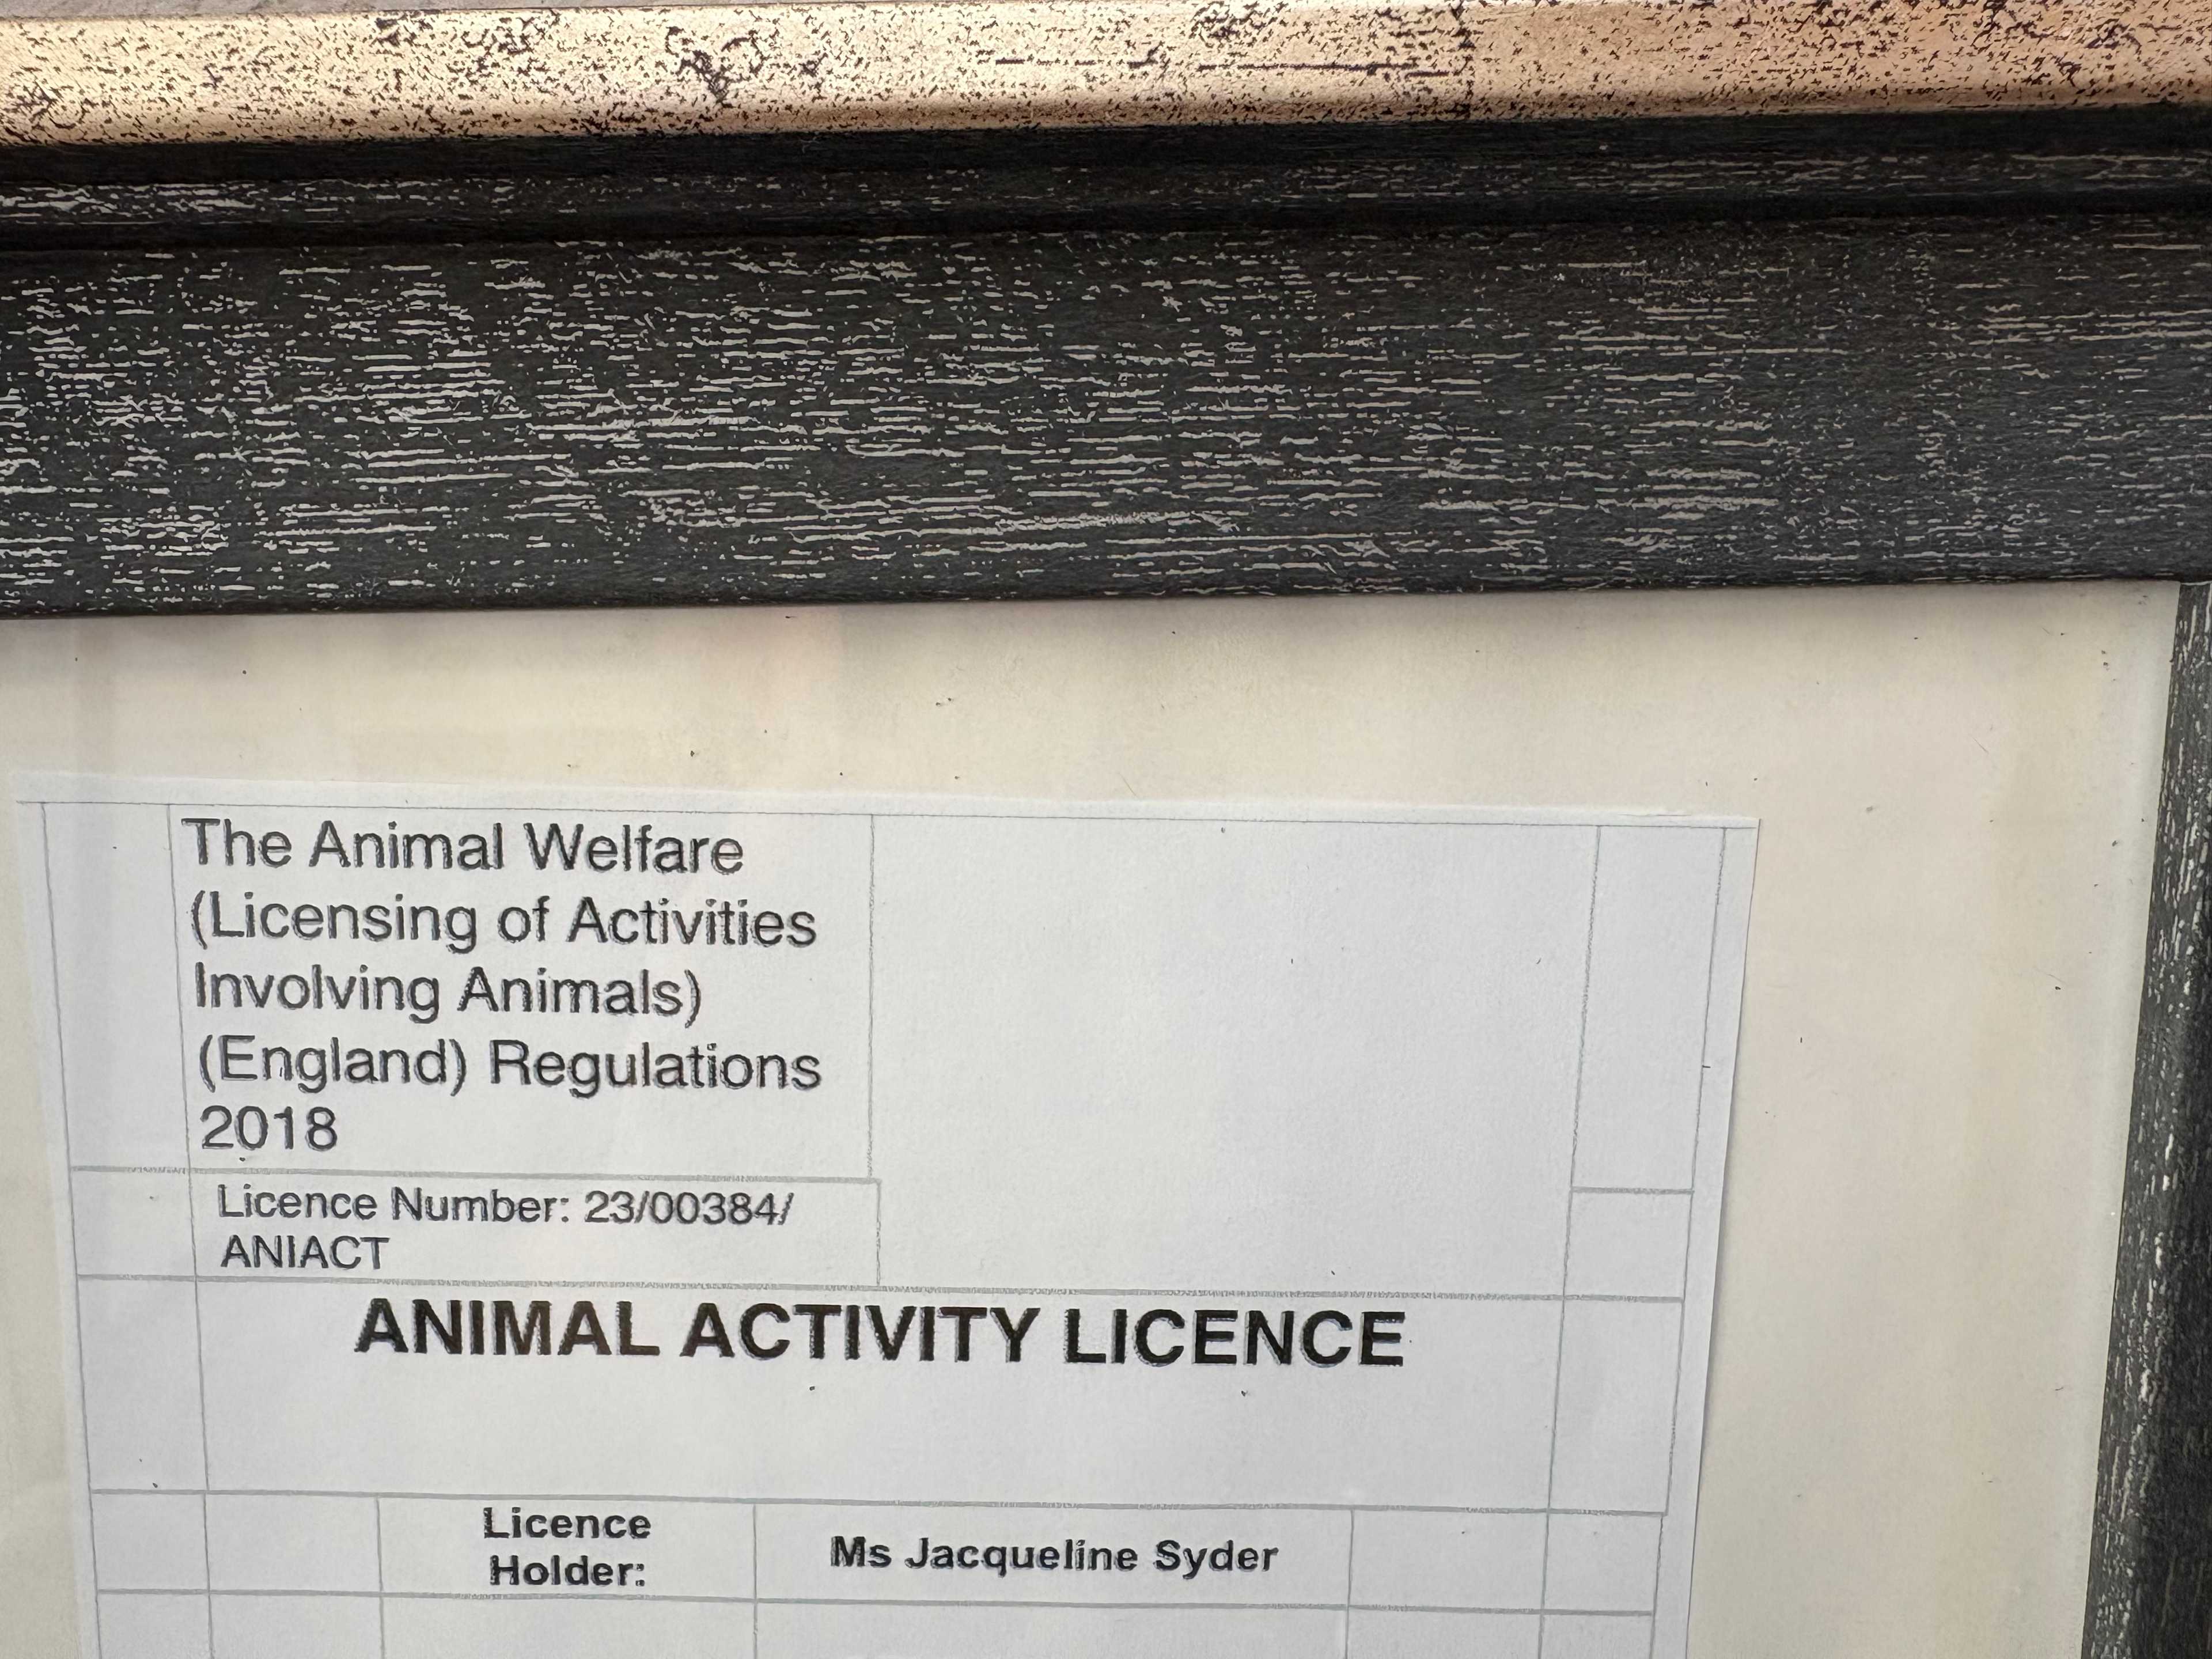 The Animal Welfare
(Licensing of Activities
Involving Animals)
(England) Regulations
2018
Licence Number: 23/00384/
ANIACT
ANIMAL ACTIVITY LICENCE
Licence
Holder:
Ms Jacqueline Syder